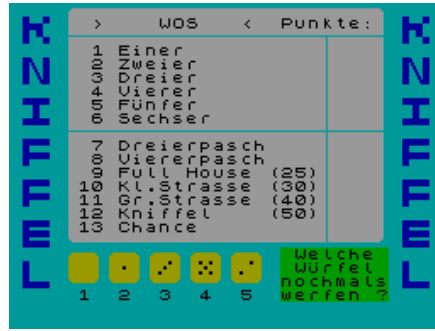 KNIFFEL
> WOS < Punkte:
1 Einer
2 Zweier
3 Dreier
4 Vierer
5 Fünfer
6 Sechser
7 Dreierpasch
8 Viererpasch
9 Full House (25)
10 Kl.Strasse (30)
11 Gr.Strasse (40)
12 Kniffel (50)
13 Chance
1 2 3 4 5
Welche
Würfel
nochmals
werfen ?
KNIFFEL